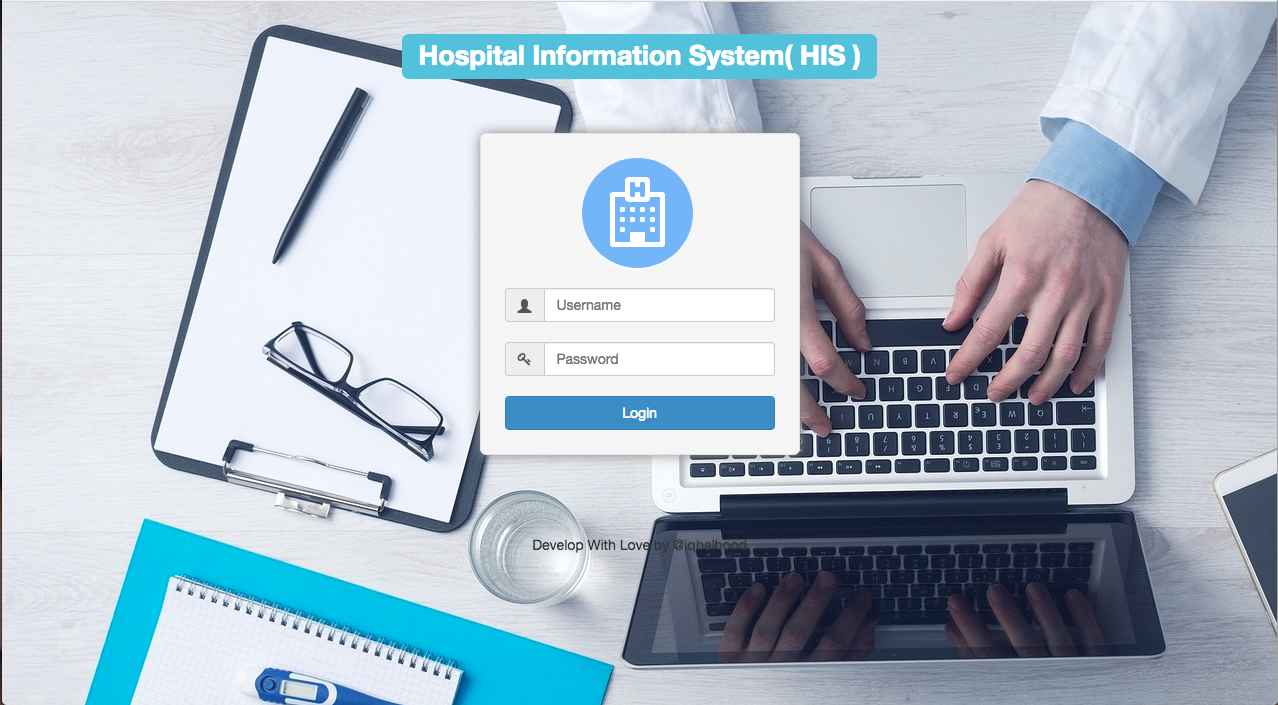 Hospital Information System( HIS )
H
Username
Password
Login
Develop With Love by @iqbalhood